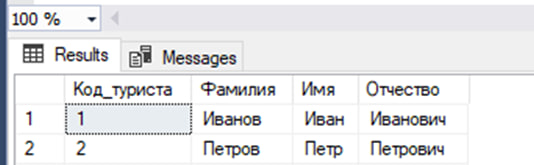 100 %
Results Messages
Код_туриста Фамилия Имя Отчество
1 1 Иванов Иван Иванович
2 2 Петров Петр Петрович